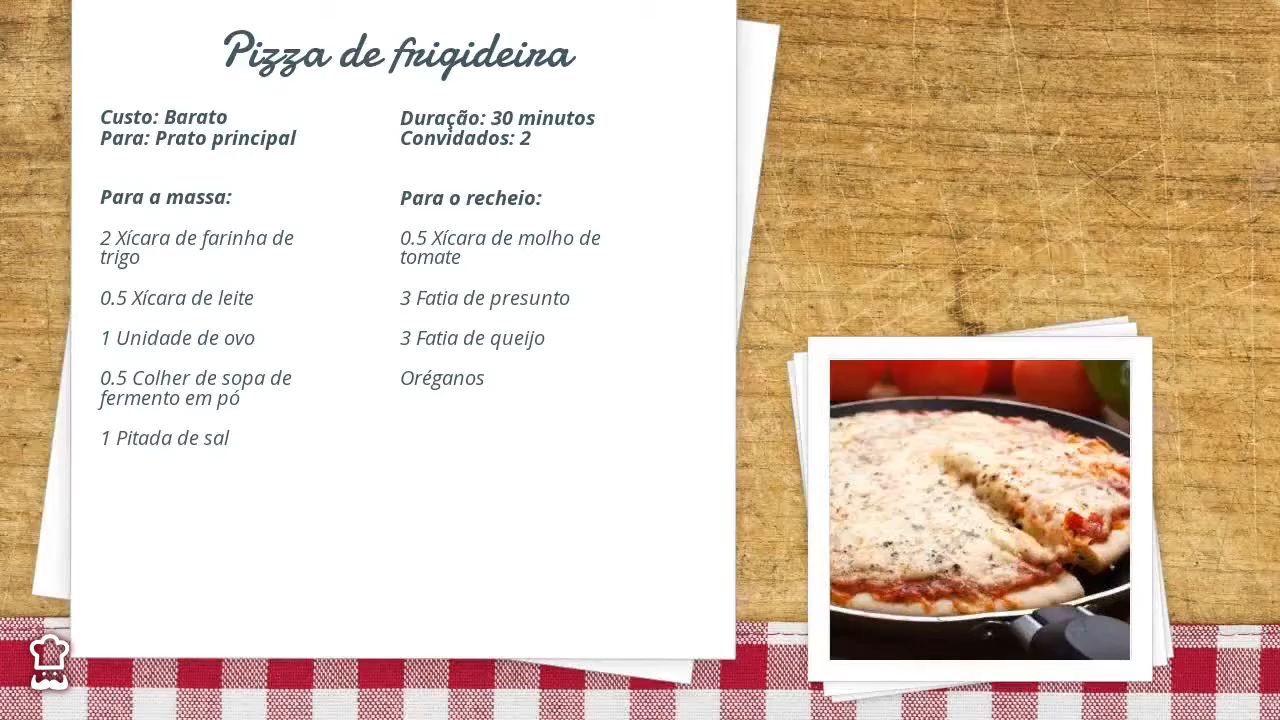 Pizza de frigideira
Custo: Barato
Para: Prato principal
Duração: 30 minutos
Convidados: 2
Para a massa:
2 Xícara de farinha de
trigo
0.5 Xícara de leite
1 Unidade de ovo
0.5 Colher de sopa de
fermento em pó
1 Pitada de sal
Para o recheio:
0.5 Xícara de molho de
tomate
3 Fatia de presunto
3 Fatia de queijo
Oréganos